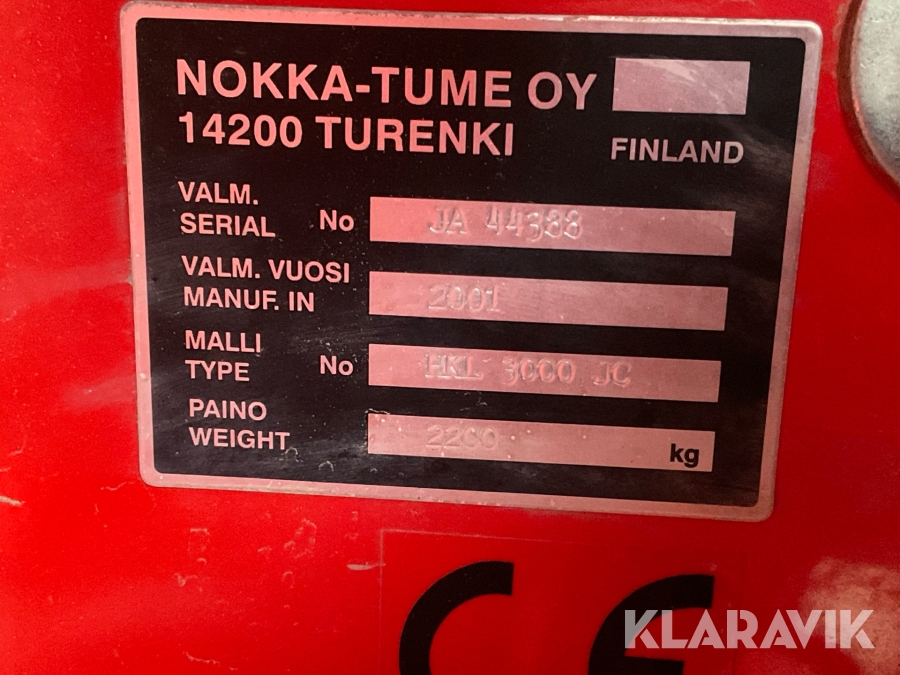 NOKKA-TUME OY
14200 TURENKI
FINLAND
VALM.
SERIAL No JA 44388
VALM. VUOSI
MANUF. IN 2001
MALLI
TYPE No HKL 3000 JC
PAINO
WEIGHT 2200 kg
CE
KLARAVIK